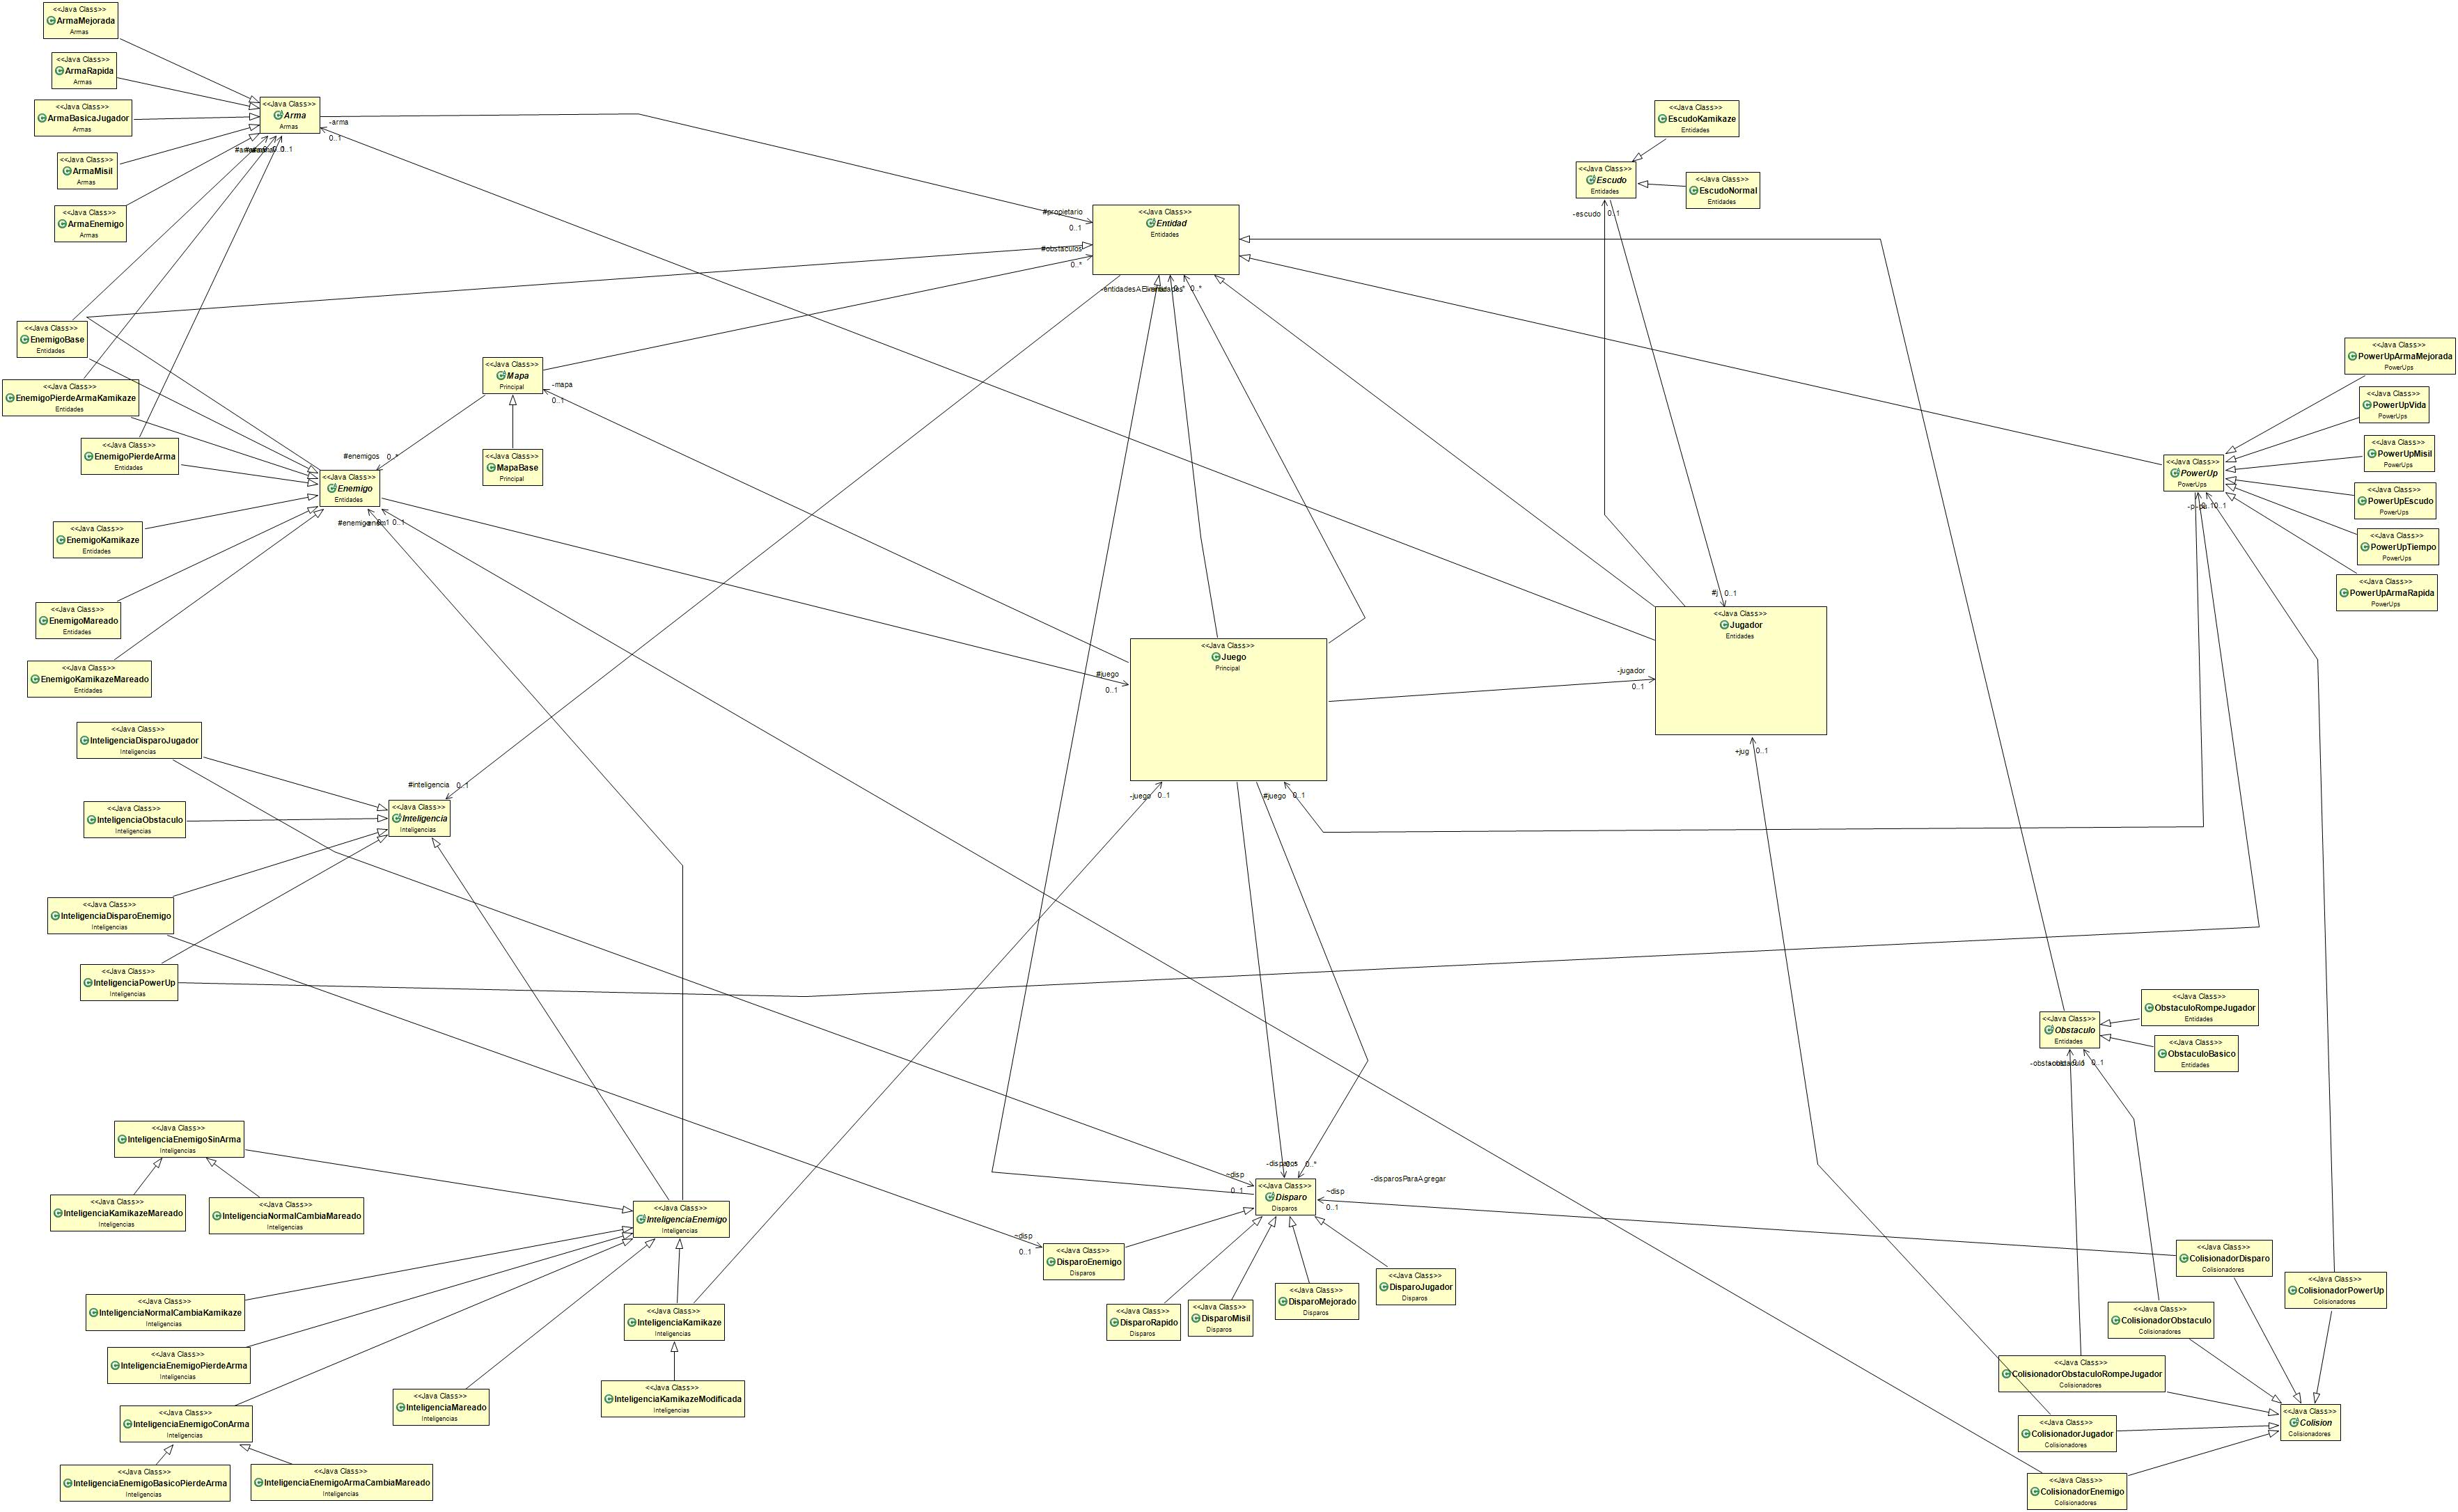 <<Java Class>>
ArmaMejorada
Armas
<<Java Class>>
ArmaRapida
Armas
<<Java Class>>
ArmaBasicaJugador
Armas
<<Java Class>>
ArmaMisil
Armas
<<Java Class>>
ArmaEnemigo
Armas
<<Java Class>>
Arma
Armas
-arma
0..1
0..1
<<Java Class>>
EscudoKamikaze
Entidades
<<Java Class>>
Escudo
Entidades
<<Java Class>>
EscudoNormal
Entidades
-escudo 0..1
<<Java Class>>
Entidad
Entidades
#propietario
0..1
#obstaculos
0..*
0..*
<<Java Class>>
EnemigoBase
Entidades
<<Java Class>>
EnemigoPierdeArmaKamikaze
Entidades
<<Java Class>>
EnemigoPierdeArma
Entidades
<<Java Class>>
Mapa
Principal
-mapa
0..1
<<Java Class>>
MapaBase
Principal
#enemigos 0..*
<<Java Class>>
Enemigo
Entidades
0..1
<<Java Class>>
EnemigoKamikaze
Entidades
<<Java Class>>
EnemigoMareado
Entidades
<<Java Class>>
EnemigoKamikazeMareado
Entidades
<<Java Class>>
PowerUpArmaMejorada
PowerUps
<<Java Class>>
PowerUpVida
PowerUps
<<Java Class>>
PowerUpMisil
PowerUps
<<Java Class>>
PowerUp
PowerUps
<<Java Class>>
PowerUpEscudo
PowerUps
<<Java Class>>
PowerUpTiempo
PowerUps
<<Java Class>>
PowerUpArmaRapida
PowerUps
#j 0..1
<<Java Class>>
Jugador
Entidades
<<Java Class>>
Juego
Principal
#juego
0..1
-jugador
0..1
+jug 0..1
-juego 0..1
#juego 0..1
<<Java Class>>
InteligenciaDisparoJugador
Inteligencias
<<Java Class>>
InteligenciaObstaculo
Inteligencias
#inteligencia 0..1
<<Java Class>>
Inteligencia
Inteligencias
<<Java Class>>
InteligenciaDisparoEnemigo
Inteligencias
<<Java Class>>
InteligenciaPowerUp
Inteligencias
<<Java Class>>
ObstaculoRompeJugador
Entidades
<<Java Class>>
Obstaculo
Entidades
<<Java Class>>
ObstaculoBasico
Entidades
0..1
<<Java Class>>
InteligenciaEnemigoSinArma
Inteligencias
<<Java Class>>
InteligenciaKamikazeMareado
Inteligencias
<<Java Class>>
InteligenciaNormalCambiaMareado
Inteligencias
<<Java Class>>
InteligenciaEnemigo
Inteligencias
0..*
~disp
0..1
<<Java Class>>
Disparo
Disparos
-disparosParaAgregar
~disp
0..1
~disp
0..1
<<Java Class>>
DisparoEnemigo
Disparos
<<Java Class>>
DisparoRapido
Disparos
<<Java Class>>
DisparoMisil
Disparos
<<Java Class>>
DisparoMejorado
Disparos
<<Java Class>>
DisparoJugador
Disparos
<<Java Class>>
ColisionadorDisparo
Colisionadores
<<Java Class>>
ColisionadorPowerUp
Colisionadores
<<Java Class>>
ColisionadorObstaculo
Colisionadores
<<Java Class>>
ColisionadorObstaculoRompeJugador
Colisionadores
<<Java Class>>
Colision
Colisionadores
<<Java Class>>
ColisionadorJugador
Colisionadores
<<Java Class>>
ColisionadorEnemigo
Colisionadores
<<Java Class>>
InteligenciaNormalCambiaKamikaze
Inteligencias
<<Java Class>>
InteligenciaKamikaze
Inteligencias
<<Java Class>>
InteligenciaEnemigoPierdeArma
Inteligencias
<<Java Class>>
InteligenciaMareado
Inteligencias
<<Java Class>>
InteligenciaKamikazeModificada
Inteligencias
<<Java Class>>
InteligenciaEnemigoConArma
Inteligencias
<<Java Class>>
InteligenciaEnemigoBasicoPierdeArma
Inteligencias
<<Java Class>>
InteligenciaEnemigoArmaCambiaMareado
Inteligencias